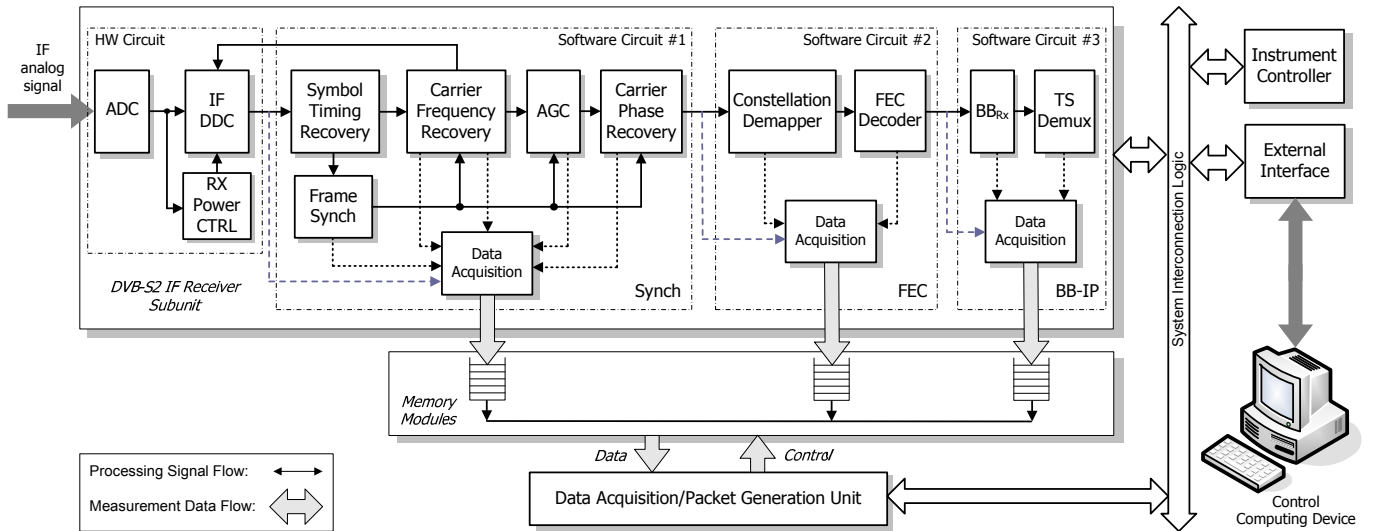 HW Circuit
Software Circuit #1
Software Circuit #2
Software Circuit #3
IF
analog
signal
ADC
IF
DDC
RX
Power
CTRL
Symbol
Timing
Recovery
Carrier
Frequency
Recovery
AGC
Carrier
Phase
Recovery
Frame
Synch
Data
Acquisition
Synch
Constellation
Demapper
FEC
Decoder
Data
Acquisition
FEC
BBRx
TS
Demux
Data
Acquisition
BB-IP
DVB-S2 IF Receiver
Subunit
System Interconnection Logic
Instrument
Controller
External
Interface
Memory
Modules
Data
Control
Data Acquisition/Packet Generation Unit
Processing Signal Flow:
Measurement Data Flow:
Control
Computing Device